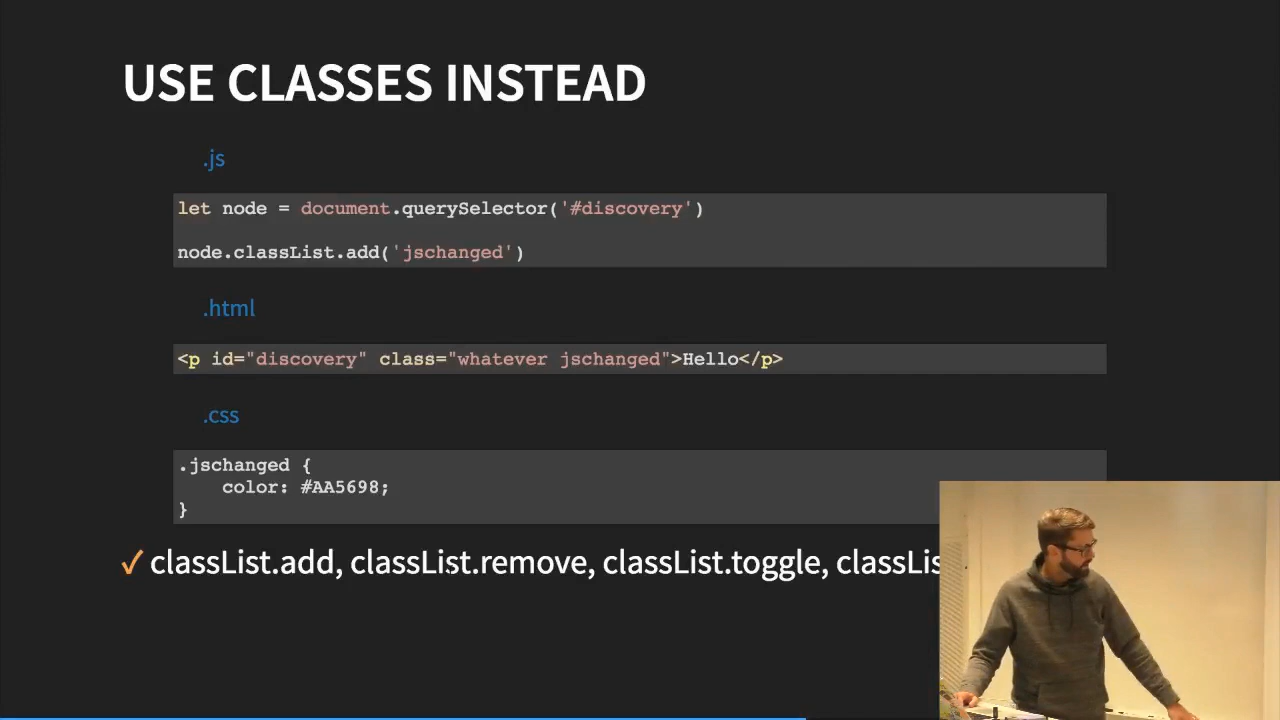 USE CLASSES INSTEAD
.js
let node = document.querySelector('#discovery')
node.classList.add('jschanged')
.html
<p id="discovery" class="whatever jschanged">Hello</p>
.css
.jschanged {
    color: #AA5698;
}
✓ classList.add, classList.remove, classList.toggle,